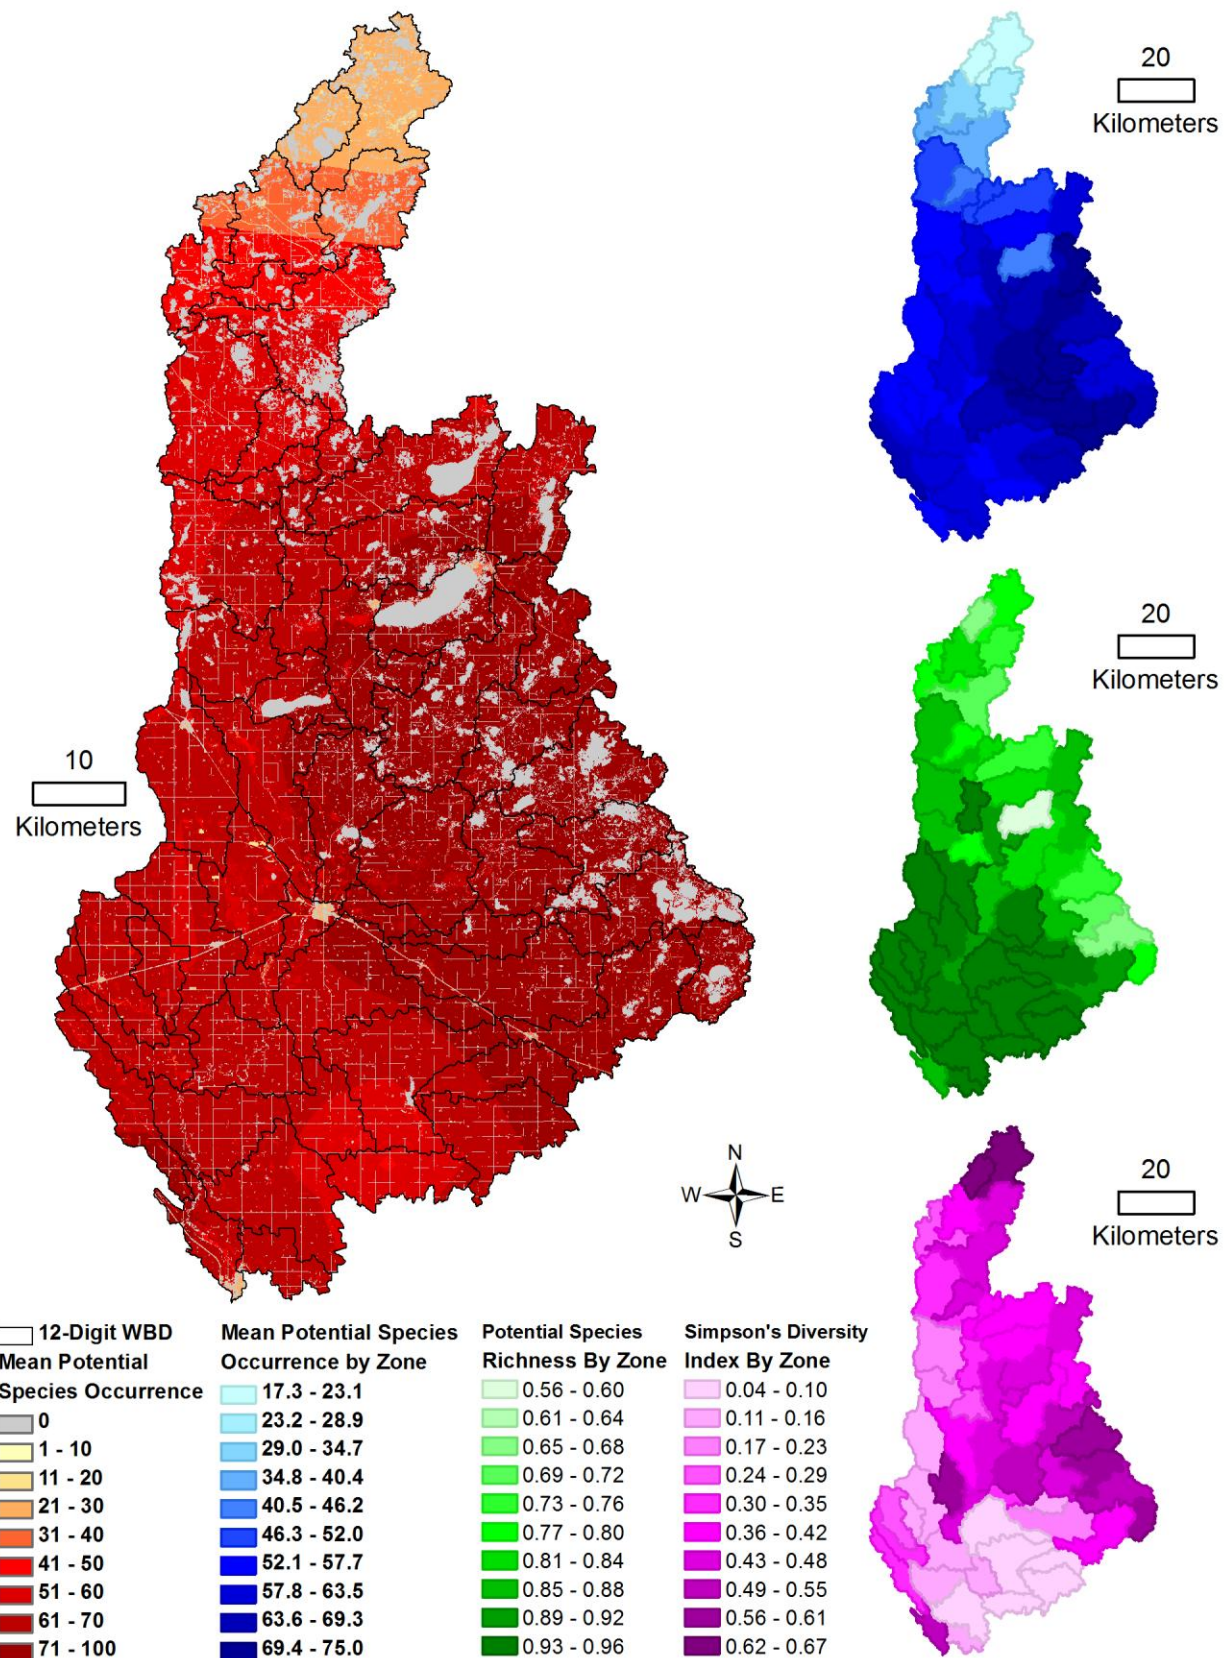 20
Kilometers
20
Kilometers
10
Kilometers
N
W E
S
20
Kilometers
12-Digit WBD
Mean Potential
Species Occurrence
0
1 - 10
11 - 20
21 - 30
31 - 40
41 - 50
51 - 60
61 - 70
71 - 100
Mean Potential Species
Occurrence by Zone
17.3 - 23.1
23.2 - 28.9
29.0 - 34.7
34.8 - 40.4
40.5 - 46.2
46.3 - 52.0
52.1 - 57.7
57.8 - 63.5
63.6 - 69.3
69.4 - 75.0
Potential Species
Richness By Zone
0.56 - 0.60
0.61 - 0.64
0.65 - 0.68
0.69 - 0.72
0.73 - 0.76
0.77 - 0.80
0.81 - 0.84
0.85 - 0.88
0.89 - 0.92
0.93 - 0.96
Simpson's Diversity
Index By Zone
0.04 - 0.10
0.11 - 0.16
0.17 - 0.23
0.24 - 0.29
0.30 - 0.35
0.36 - 0.42
0.43 - 0.48
0.49 - 0.55
0.56 - 0.61
0.62 - 0.67